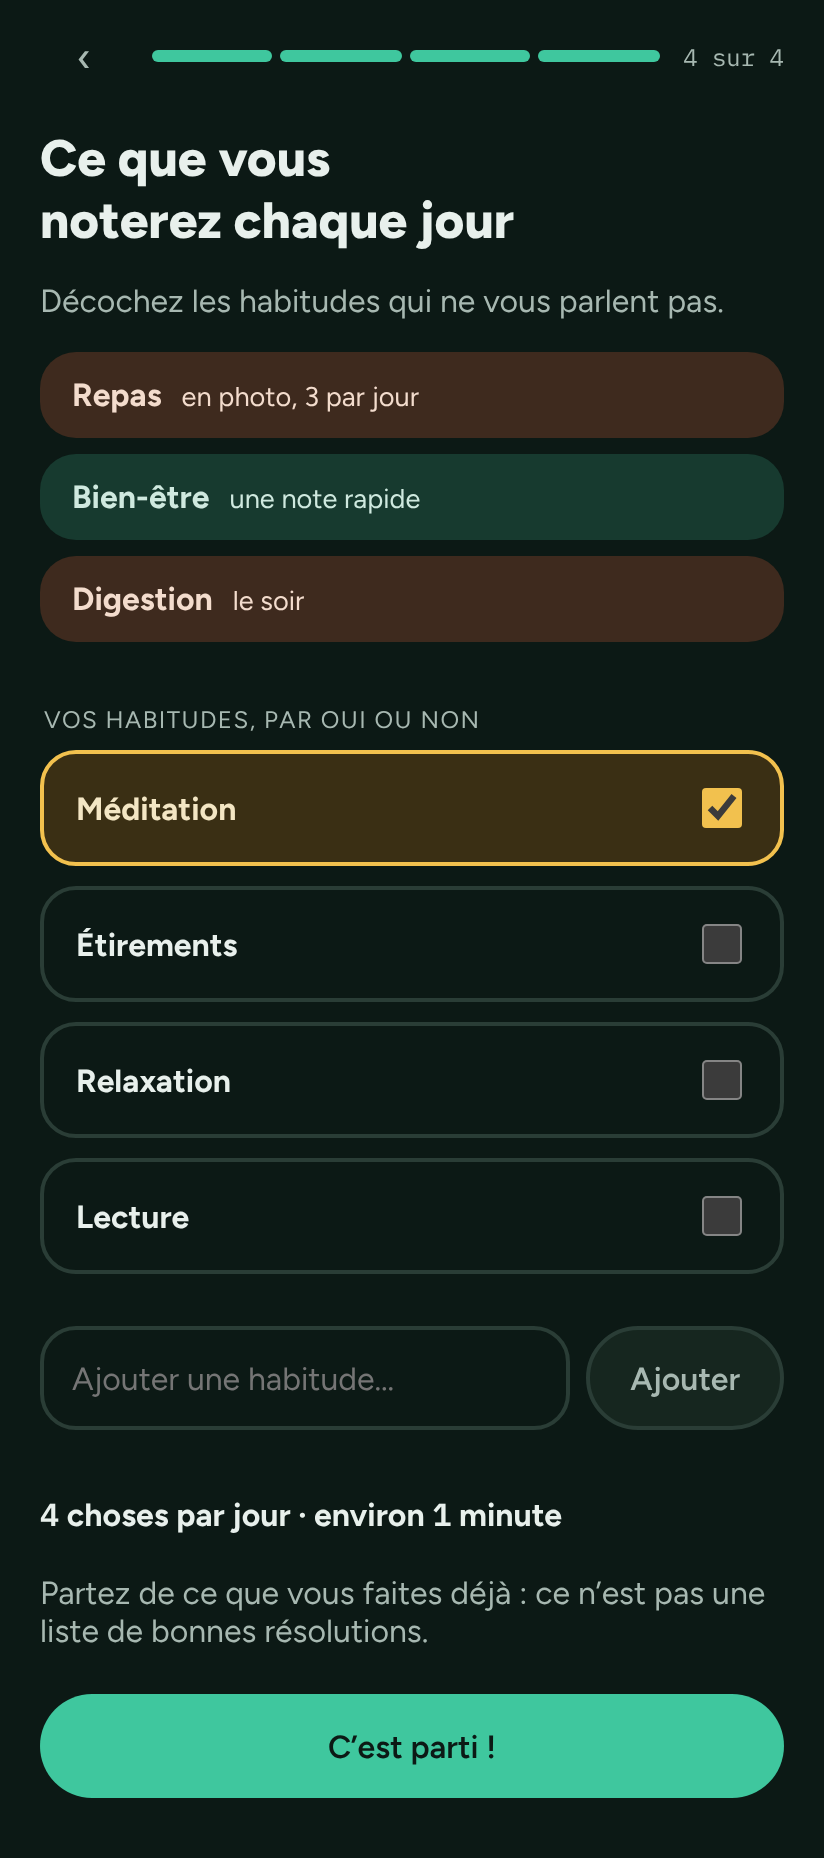 ‹ 4 sur 4
Ce que vous
noterez chaque jour
Décochez les habitudes qui ne vous parlent pas.
Repas en photo, 3 par jour
Bien-être une note rapide
Digestion le soir
VOS HABITUDES, PAR OUI OU NON
Méditation
Étirements
Relaxation
Lecture
Ajouter une habitude... Ajouter
4 choses par jour · environ 1 minute
Partez de ce que vous faites déjà : ce n’est pas une
liste de bonnes résolutions.
C’est parti !